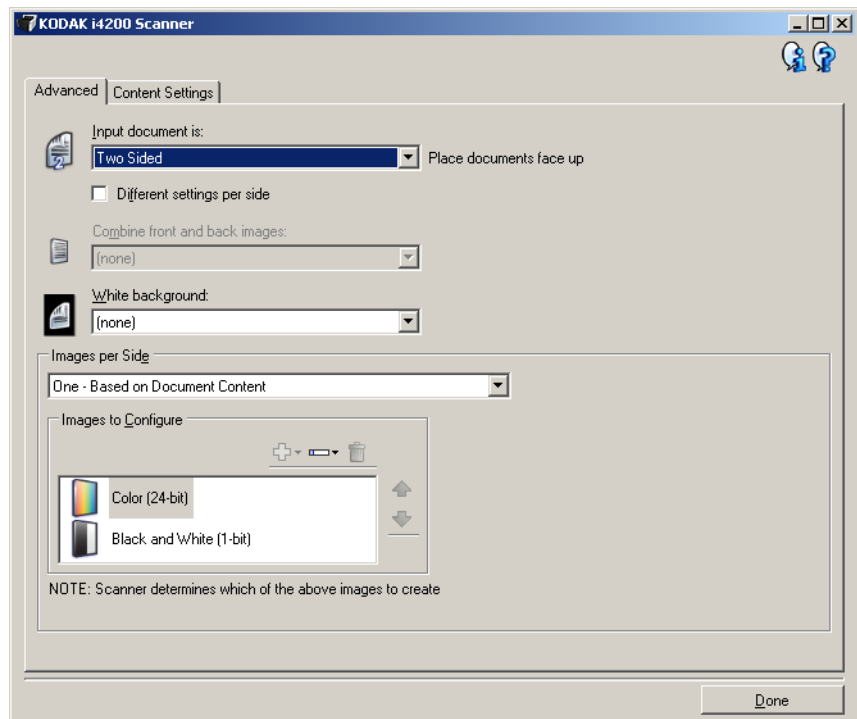 KODAK i4200 Scanner
Advanced
Content Settings
Input document is:
Two Sided
Place documents face up
Different settings per side
Combine front and back images:
(none)
White background:
(none)
Images per Side
One - Based on Document Content
Images to Configure
Color (24-bit)
Black and White (1-bit)
NOTE: Scanner determines which of the above images to create
Done